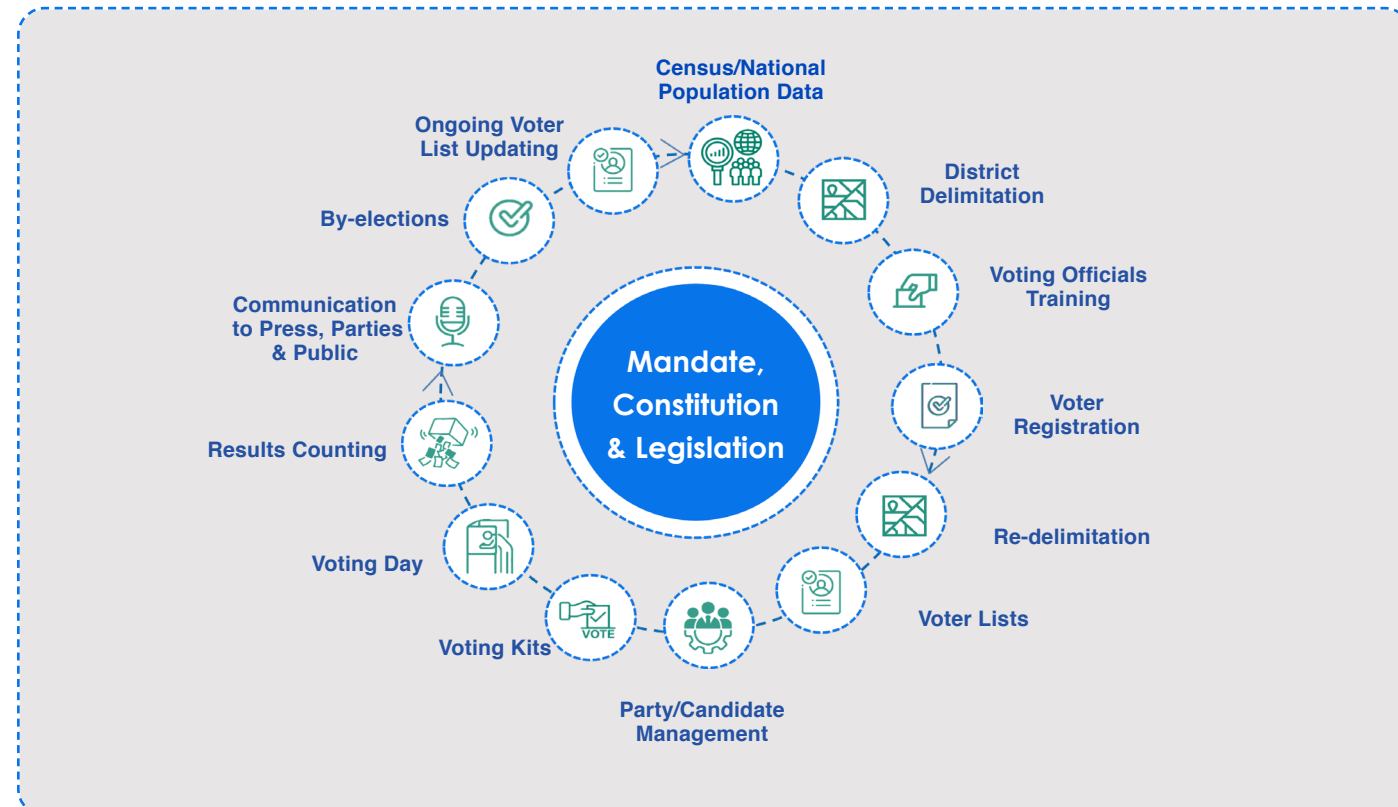 Census/National
Population Data
District
Delimitation
Voting Officials
Training
Voter
Registration
Re-delimitation
Voter Lists
Party/Candidate
Management
Voting Kits
VOTE
Voting Day
Results Counting
Communication
to Press, Parties
& Public
By-elections
Ongoing Voter
List Updating
Mandate,
Constitution
& Legislation